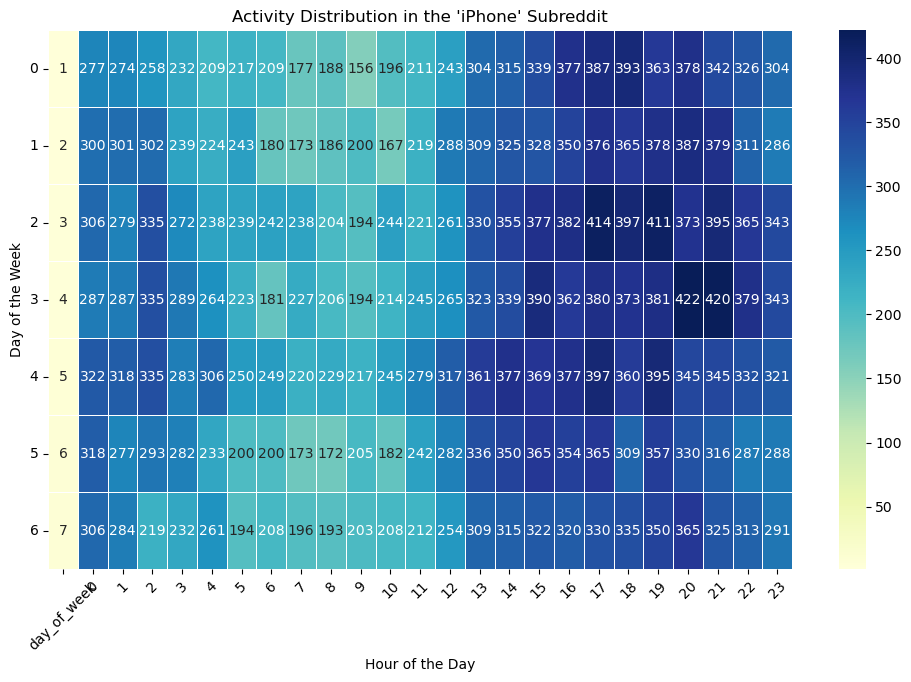 Activity Distribution in the 'iPhone' Subreddit
0 1 277 274 258 232 209 217 209 177 188 156 196 211 243 304 315 339 377 387 393 363 378 342 326 304
1 2 300 301 302 239 224 243 180 173 186 200 167 219 288 309 325 328 350 376 365 378 387 379 311 286
2 3 306 279 335 272 238 239 242 238 204 194 244 221 261 330 355 377 382 414 397 411 373 395 365 343
3 4 287 287 335 289 264 223 181 227 206 194 214 245 265 323 339 390 362 380 373 381 422 420 379 343
4 5 322 318 335 283 306 250 249 220 229 217 245 279 317 361 377 369 377 397 360 395 345 345 332 321
5 6 318 277 293 282 233 200 200 173 172 205 182 242 282 336 350 365 354 365 309 357 330 316 287 288
6 7 306 284 219 232 261 194 208 196 193 203 208 212 254 309 315 322 320 330 335 350 365 325 313 291
day_of_week 0 1 2 3 4 5 6 7 8 9 10 11 12 13 14 15 16 17 18 19 20 21 22 23
Hour of the Day
Day of the Week
400
350
300
250
200
150
100
50